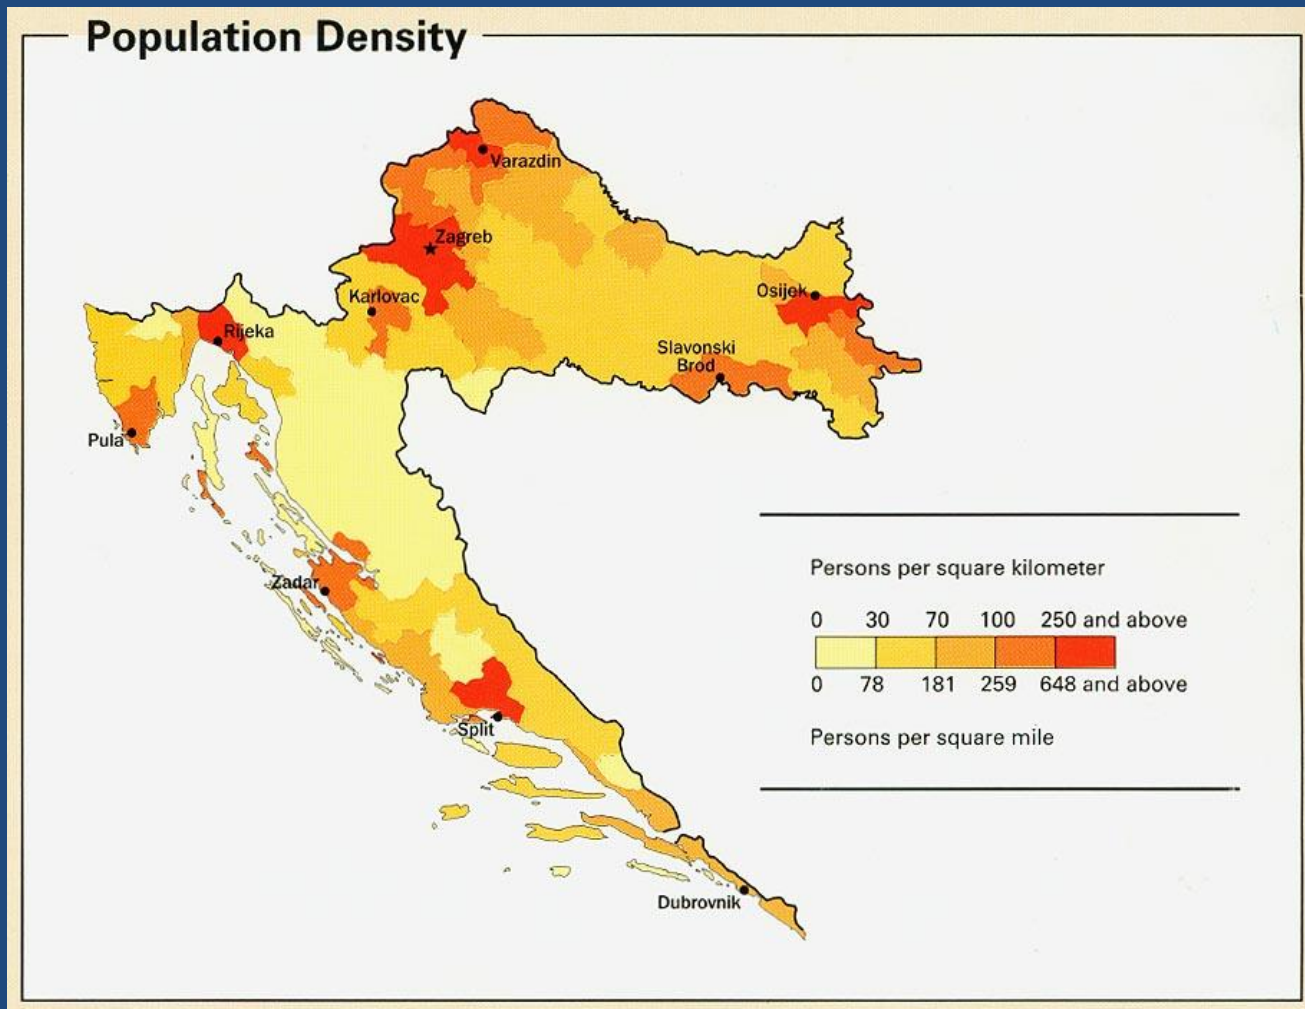 Population Density
Varazdin
Zagreb
Karlovac
Osijek
Rijeka
Slavonski
Brod
Pula
Zadar
Split
Dubrovnik
Persons per square kilometer
0 30 70 100 250 and above
0 78 181 259 648 and above
Persons per square mile